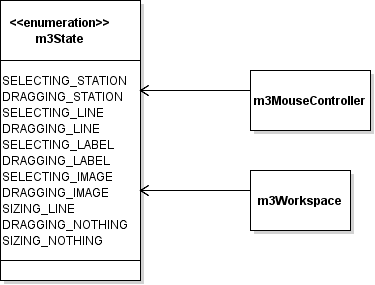 <<enumeration>>
m3State
SELECTING_STATION
DRAGGING_STATION
SELECTING_LINE
DRAGGING_LINE
SELECTING_LABEL
DRAGGING_LABEL
SELECTING_IMAGE
DRAGGING_IMAGE
SIZING_LINE
DRAGGING_NOTHING
SIZING_NOTHING
m3MouseController
m3Workspace